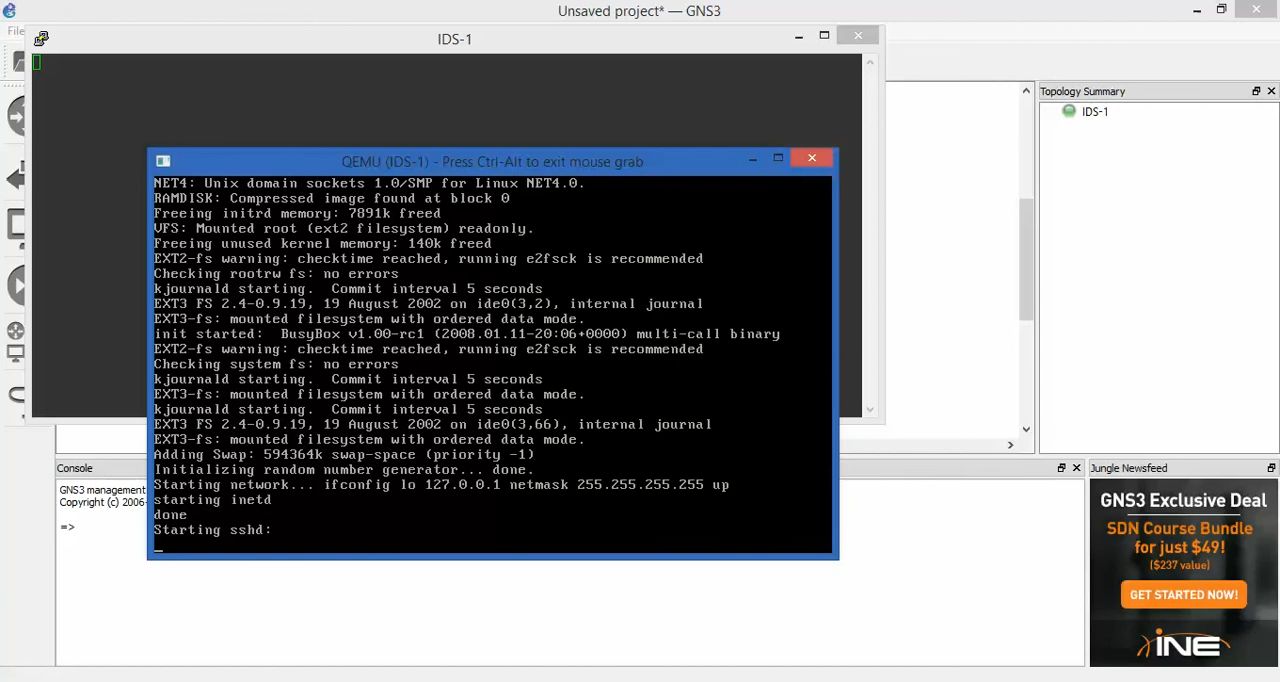 Unsaved project* — GNS3
File
IDS-1
Topology Summary
IDS-1
QEMU (IDS-1) - Press Ctrl-Alt to exit mouse grab
NET4: Unix domain sockets 1.0/SMP for Linux NET4.0.
RAMDISK: Compressed image found at block 0
Freeing initrd memory: 7891k freed
VFS: Mounted root (ext2 filesystem) readonly.
Freeing unused kernel memory: 140k freed
EXT2-fs warning: checktime reached, running e2fsck is recommended
Checking rootrw fs: no errors
kjournald starting.  Commit interval 5 seconds
EXT3 FS 2.4-0.9.19, 19 August 2002 on ide0(3,2), internal journal
EXT3-fs: mounted filesystem with ordered data mode.
init started:  BusyBox v1.00-rc1 (2008.01.11-20:06+0000) multi-call binary
EXT2-fs warning: checktime reached, running e2fsck is recommended
Checking system fs: no errors
kjournald starting.  Commit interval 5 seconds
EXT3-fs: mounted filesystem with ordered data mode.
kjournald starting.  Commit interval 5 seconds
EXT3 FS 2.4-0.9.19, 19 August 2002 on ide0(3,66), internal journal
EXT3-fs: mounted filesystem with ordered data mode.
Adding Swap: 594364k swap-space (priority -1)
Initializing random number generator... done.
Starting network... ifconfig lo 127.0.0.1 netmask 255.255.255.255 up
starting inetd
done
Starting sshd:
Console
GNS3 management
Copyright (c) 2006-
=>
Jungle Newsfeed
GNS3 Exclusive Deal
SDN Course Bundle
for just $49!
($237 value)
GET STARTED NOW!
INE